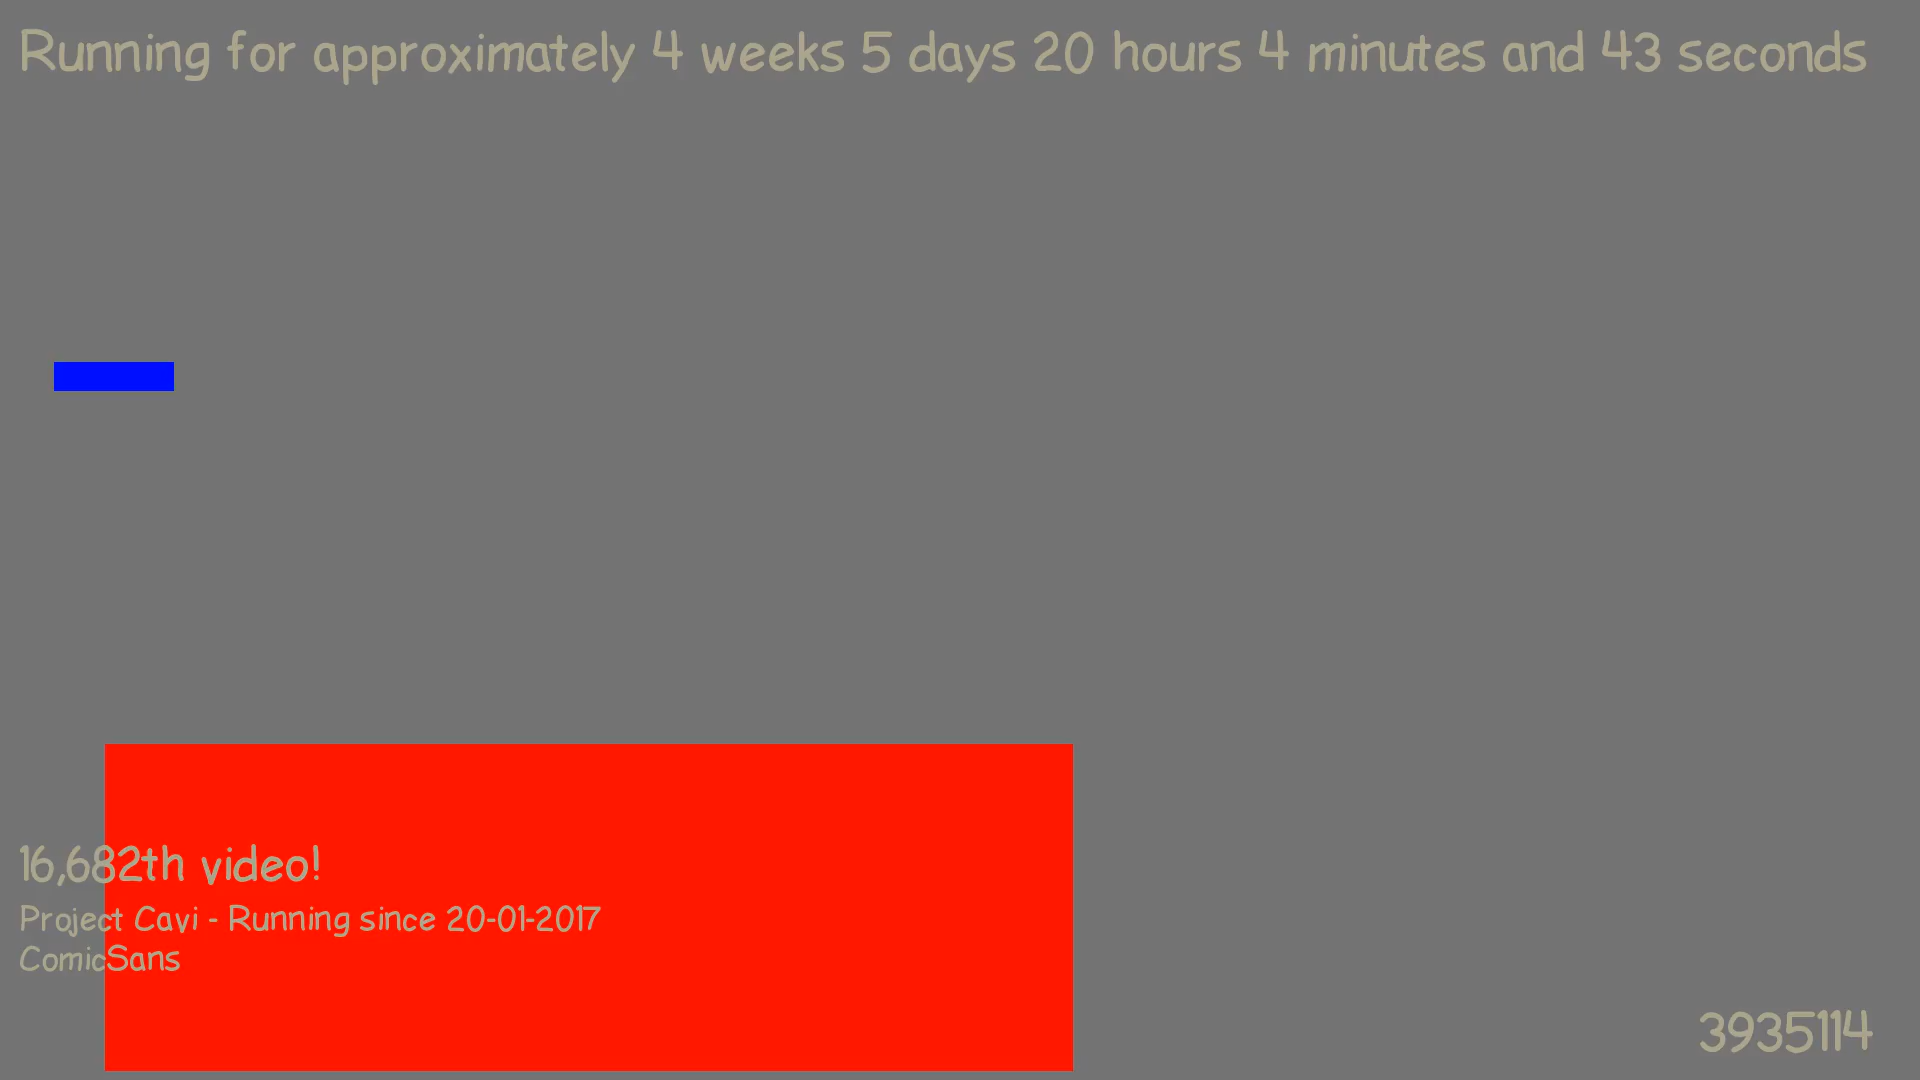 Running for approximately 4 weeks 5 days 20 hours 4 minutes and 43 seconds
16,682th video!
Project Cavi - Running since 20-01-2017
ComicSans
3935114